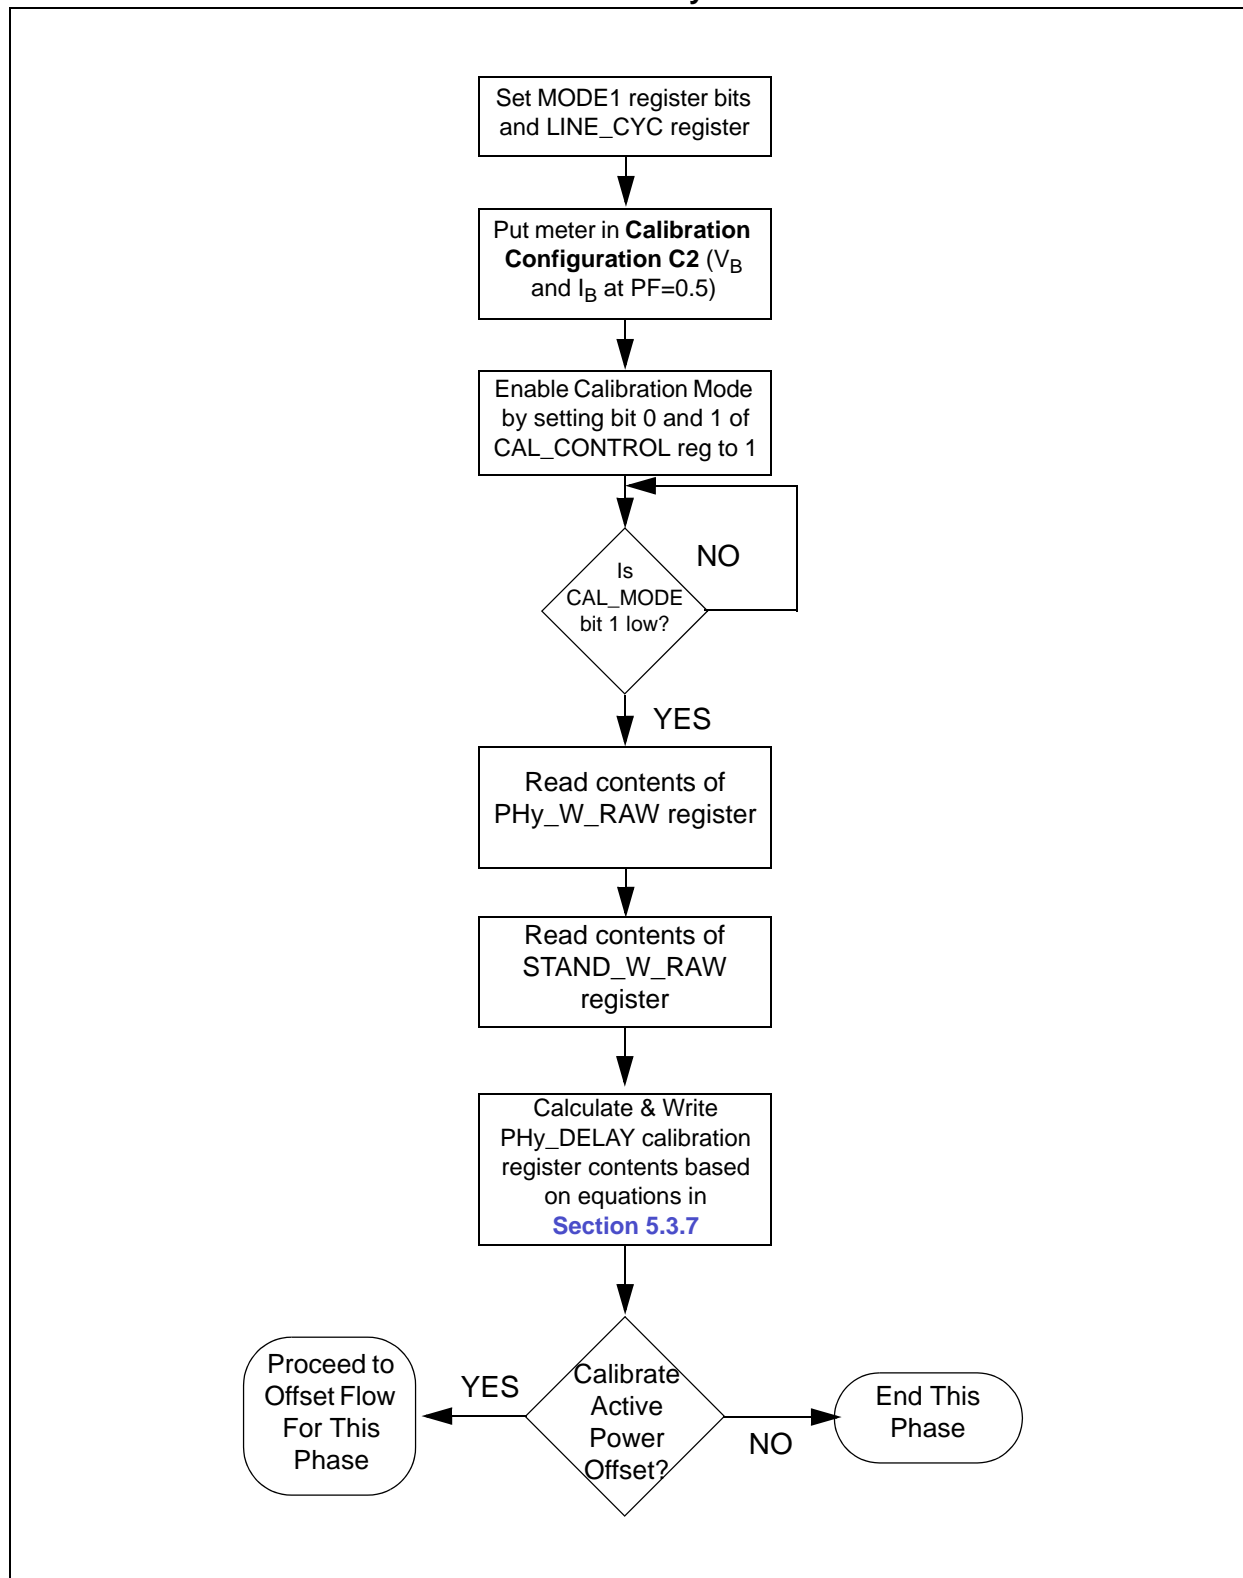 Set MODE1 register bits
and LINE_CYC register
Put meter in Calibration
Configuration C2 (VB
and IB at PF=0.5)
Enable Calibration Mode
by setting bit 0 and 1 of
CAL_CONTROL reg to 1
Is
CAL_MODE
bit 1 low?
NO
YES
Read contents of
PHy_W_RAW register
Read contents of
STAND_W_RAW
register
Calculate & Write
PHy_DELAY calibration
register contents based
on equations in
Section 5.3.7
Calibrate
Active
Power
Offset?
YES
Proceed to
Offset Flow
For This
Phase
NO
End This
Phase